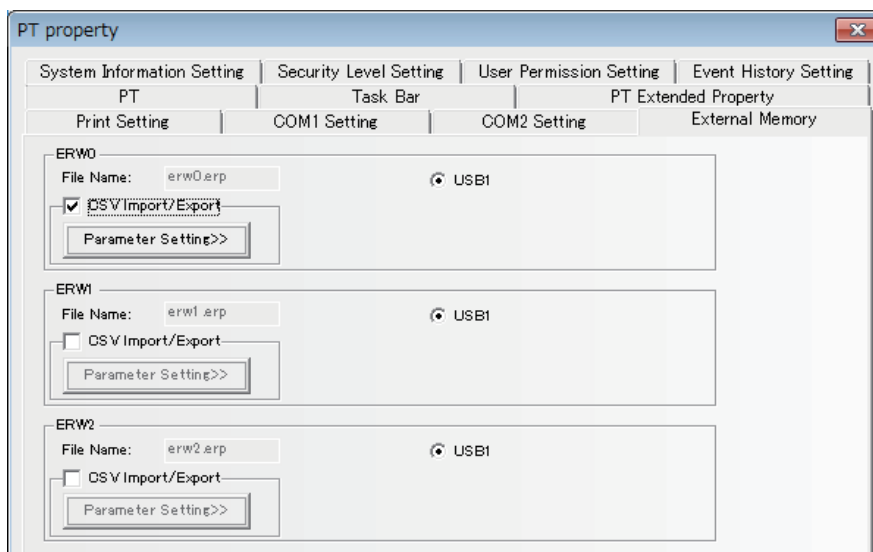 PT property
System Information Setting Security Level Setting User Permission Setting Event History Setting
PT Task Bar PT Extended Property
Print Setting COM1 Setting COM2 Setting External Memory
ERW0
File Name: erw0.erp USB1
CSV Import/Export
Parameter Setting>>
ERW1
File Name: erw1.erp USB1
CSV Import/Export
Parameter Setting>>
ERW2
File Name: erw2.erp USB1
CSV Import/Export
Parameter Setting>>